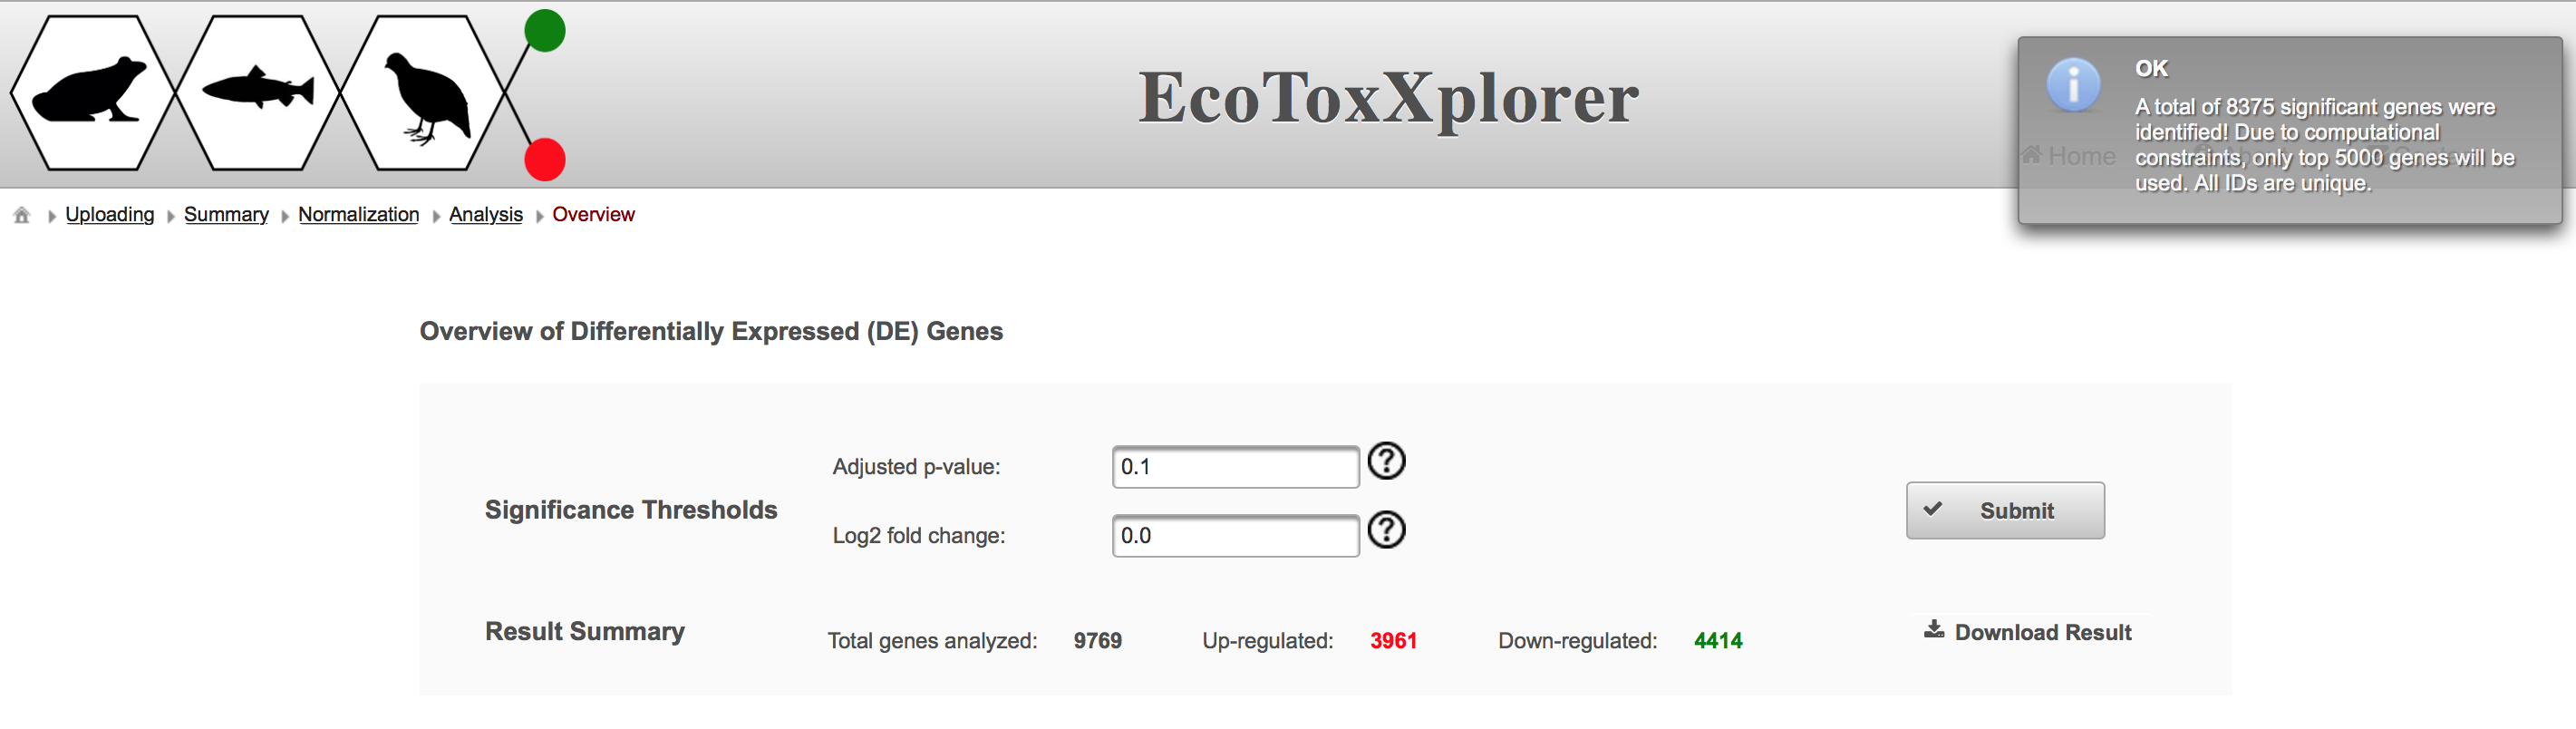 EcoToxXplorer
OK
A total of 8375 significant genes were
identified! Due to computational
constraints, only top 5000 genes will be
used. All IDs are unique.
Home
Uploading Summary Normalization Analysis Overview
Overview of Differentially Expressed (DE) Genes
Significance Thresholds
Adjusted p-value: 0.1
Log2 fold change: 0.0
Submit
Result Summary
Total genes analyzed: 9769 Up-regulated: 3961 Down-regulated: 4414
Download Result